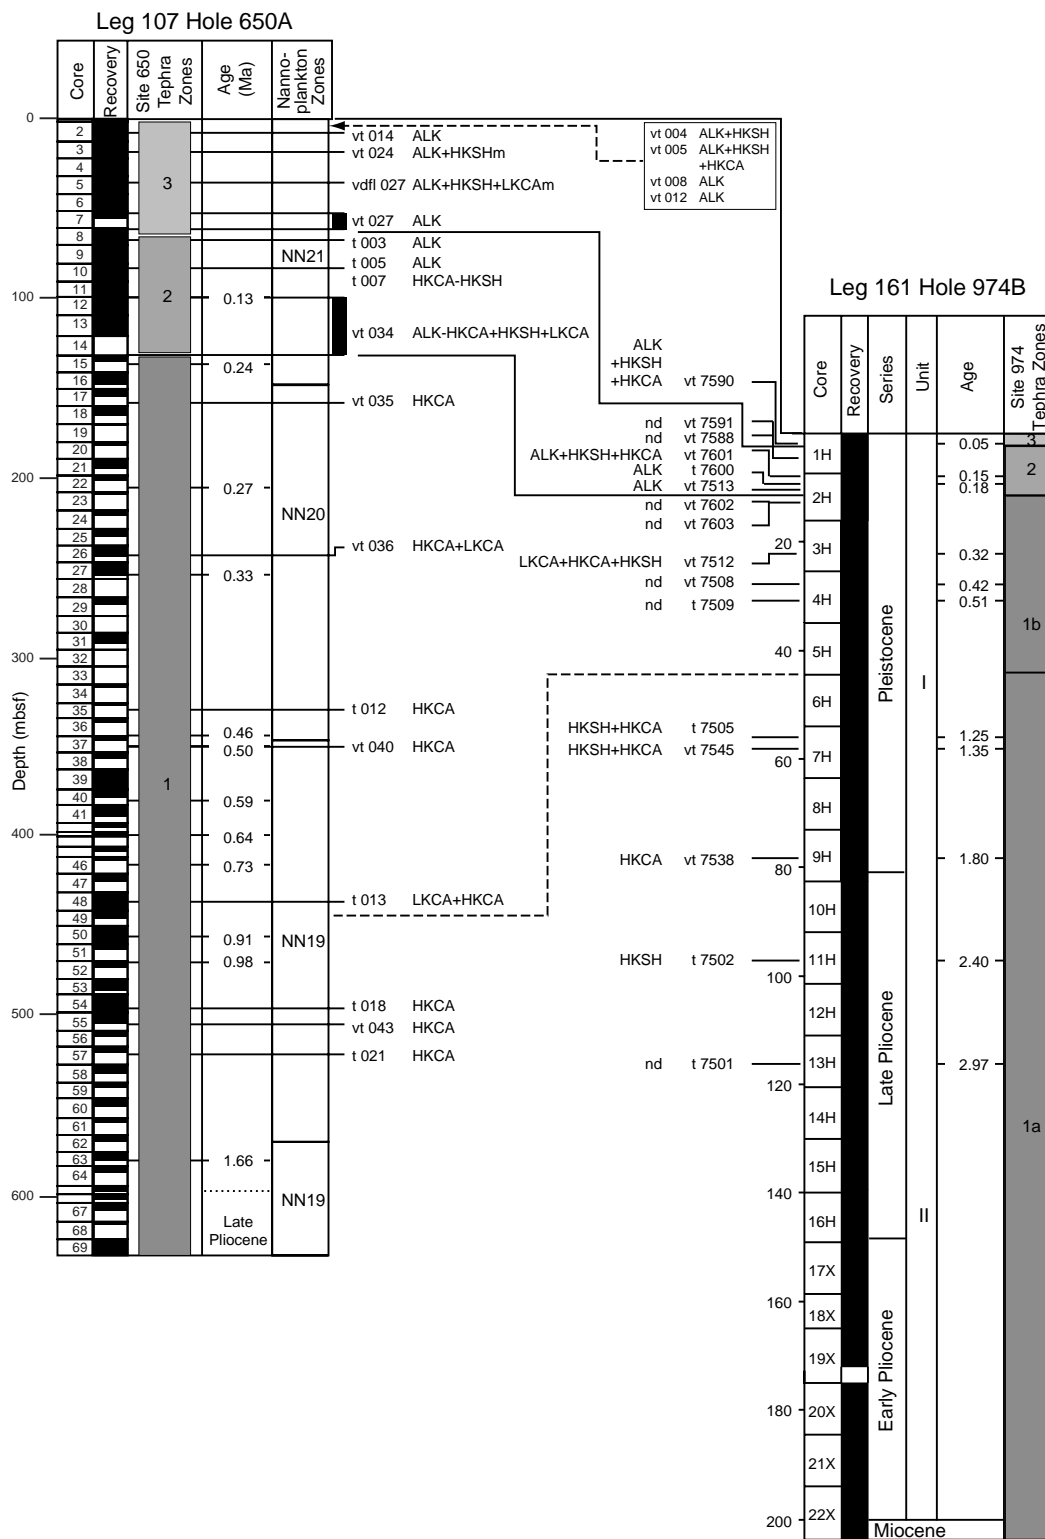 Leg 107 Hole 650A
Core
Recovery
Site 650
Tephra
Zones
Age
(Ma)
Nanno-
plankton
Zones
Depth (mbsf)
0
100
200
300
400
500
600
2
3
4
5
6
7
8
9
10
11
12
13
14
15
16
17
18
19
20
21
22
23
24
25
26
27
28
29
30
31
32
33
34
35
36
37
38
39
40
41
46
47
48
49
50
51
52
53
54
55
56
57
58
59
60
61
62
63
64
67
68
69
3
2
1
0.13
0.24
0.27
0.33
0.46
0.50
0.59
0.64
0.73
0.91
0.98
1.66
Late
Pliocene
NN21
NN20
NN19
NN19
vt 014 ALK
vt 024 ALK+HKSHm
vdfl 027 ALK+HKSH+LKCAm
vt 027 ALK
t 003 ALK
t 005 ALK
t 007 HKCA-HKSH
vt 034 ALK-HKCA+HKSH+LKCA
vt 035 HKCA
vt 036 HKCA+LKCA
t 012 HKCA
vt 040 HKCA
t 013 LKCA+HKCA
t 018 HKCA
vt 043 HKCA
t 021 HKCA
vt 004 ALK+HKSH
vt 005 ALK+HKSH
+HKCA
vt 008 ALK
vt 012 ALK
Leg 161 Hole 974B
Core
Recovery
Series
Unit
Age
Site 974
Tephra Zones
ALK
+HKSH
+HKCA vt 7590
nd vt 7591
nd vt 7588
ALK+HKSH+HKCA vt 7601
ALK t 7600
ALK vt 7513
nd vt 7602
nd vt 7603
LKCA+HKCA+HKSH vt 7512
nd vt 7508
nd t 7509
HKSH+HKCA t 7505
HKSH+HKCA vt 7545
HKCA vt 7538
HKSH t 7502
nd t 7501
20
40
60
80
100
120
140
160
180
200
1H
2H
3H
4H
5H
6H
7H
8H
9H
10H
11H
12H
13H
14H
15H
16H
17X
18X
19X
20X
21X
22X
Pleistocene
Late Pliocene
Early Pliocene
Miocene
I
II
0.05
0.15
0.18
0.32
0.42
0.51
1.25
1.35
1.80
2.40
2.97
3
2
1b
1a